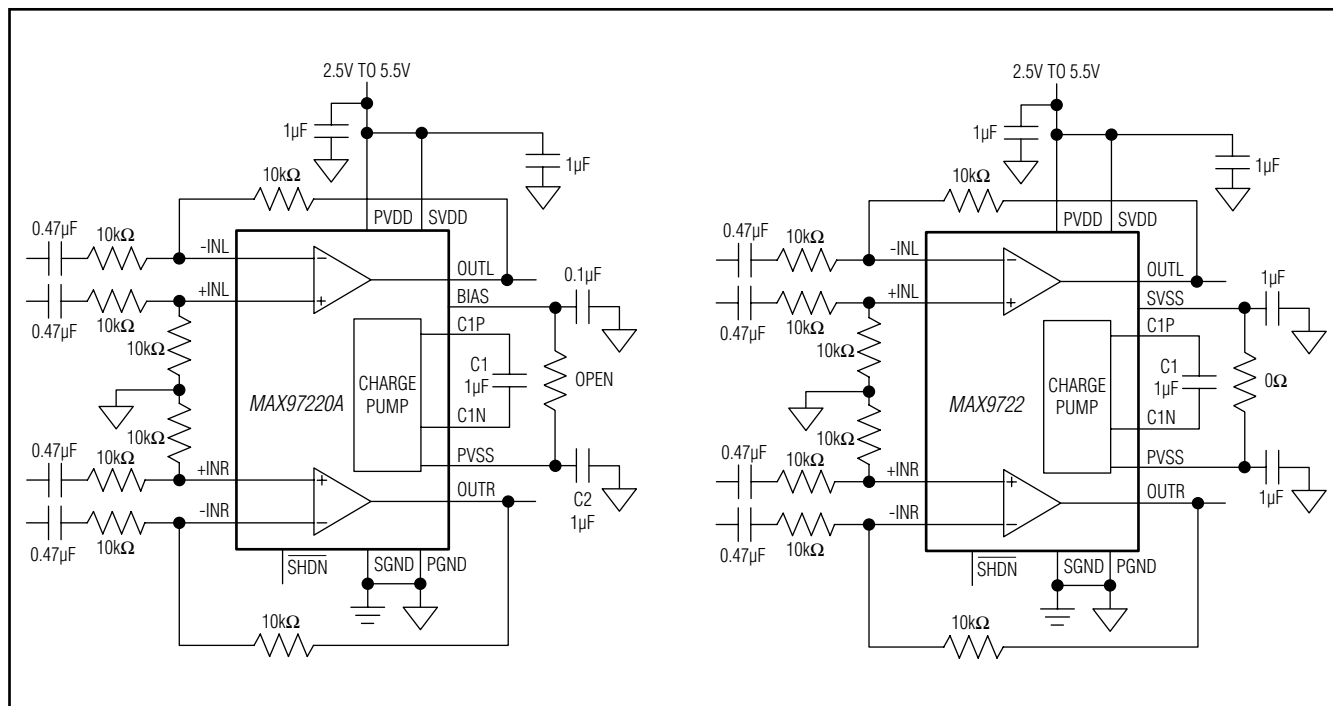 2.5V TO 5.5V
1µF
1µF
10kΩ
PVDD
SVDD
0.47µF
10kΩ
-INL
OUTL
0.1µF
BIAS
+INL
0.47µF
10kΩ
C1P
10kΩ
C1
1µF
OPEN
CHARGE
PUMP
MAX97220A
C1N
10kΩ
PVSS
0.47µF
10kΩ
+INR
OUTR
C2
1µF
-INR
0.47µF
10kΩ
SHDN
SGND
PGND
10kΩ
2.5V TO 5.5V
1µF
1µF
10kΩ
PVDD
SVDD
0.47µF
10kΩ
-INL
OUTL
1µF
SVSS
+INL
0.47µF
10kΩ
C1P
10kΩ
C1
1µF
0Ω
CHARGE
PUMP
MAX9722
C1N
10kΩ
PVSS
0.47µF
10kΩ
+INR
OUTR
1µF
-INR
0.47µF
10kΩ
SHDN
SGND
PGND
10kΩ